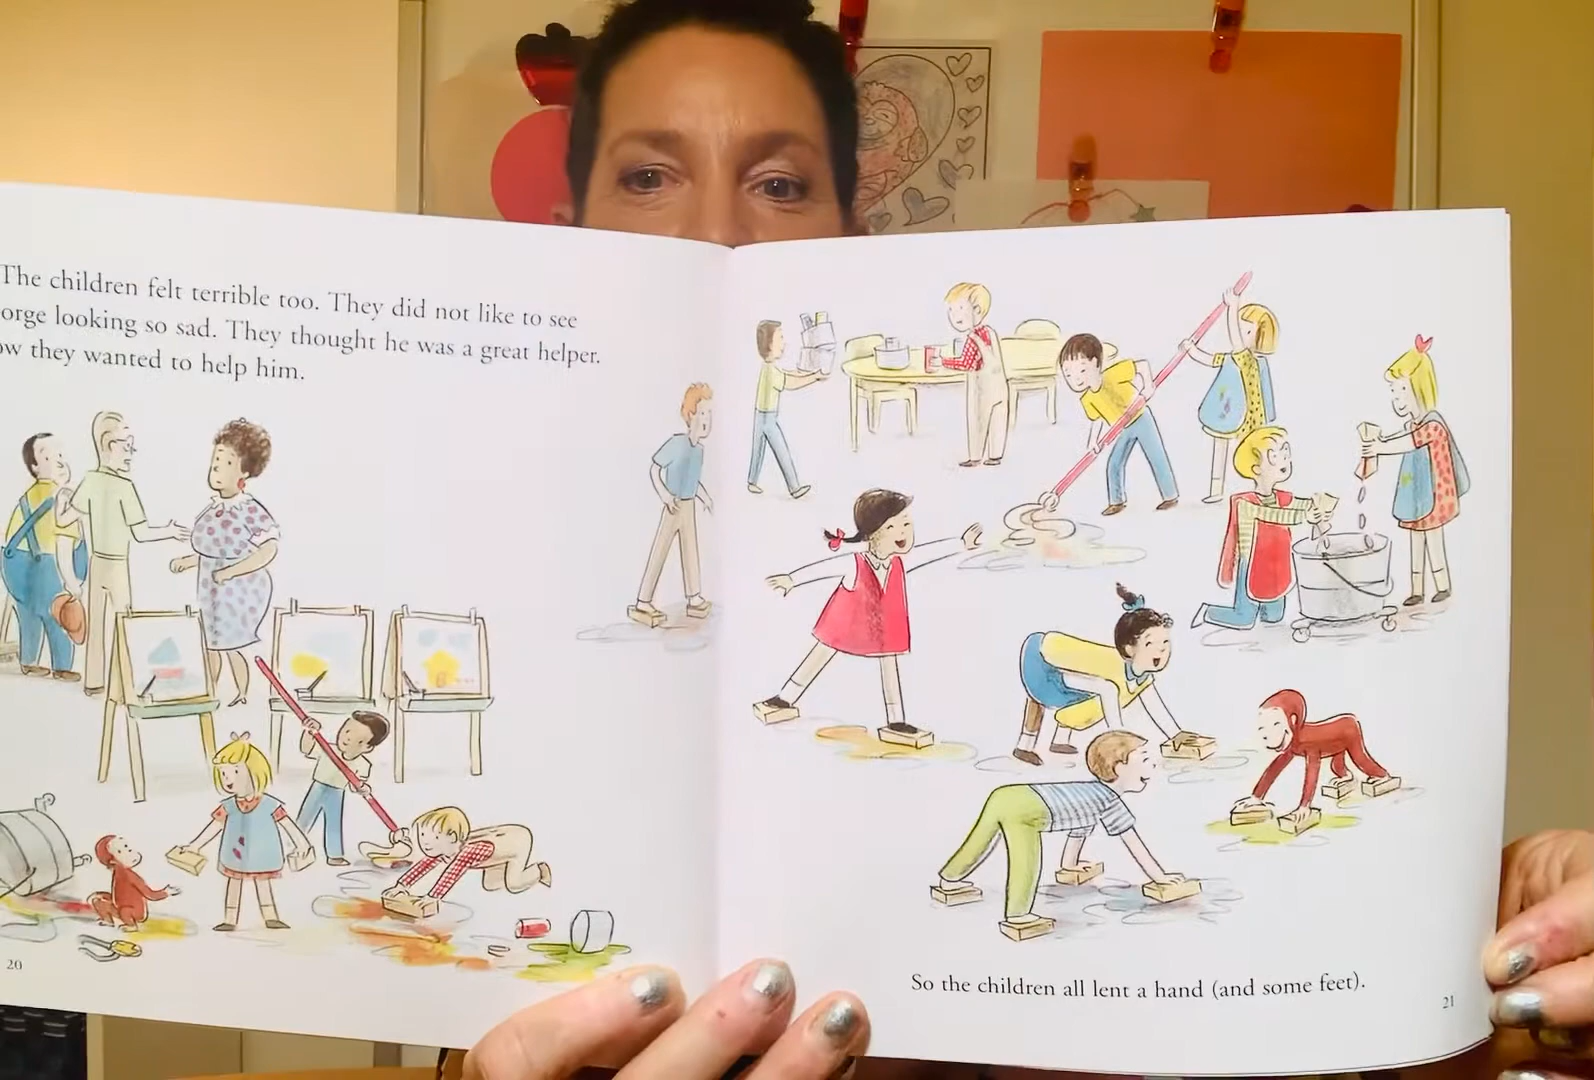 The children felt terrible too. They did not like to see
orge looking so sad. They thought he was a great helper.
ow they wanted to help him.
20
So the children all lent a hand (and some feet).
21